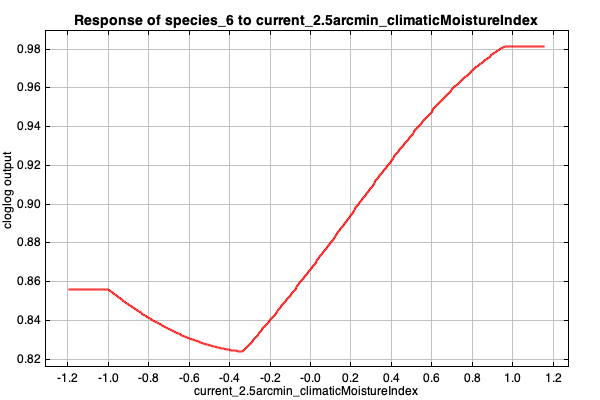 Response of species_6 to current_2.5arcmin_climaticMoistureIndex
0.98
0.96
0.94
0.92
0.90
0.88
0.86
0.84
0.82
cloglog output
-1.2 -1.0 -0.8 -0.6 -0.4 -0.2 -0.0 0.2 0.4 0.6 0.8 1.0 1.2
current_2.5arcmin_climaticMoistureIndex